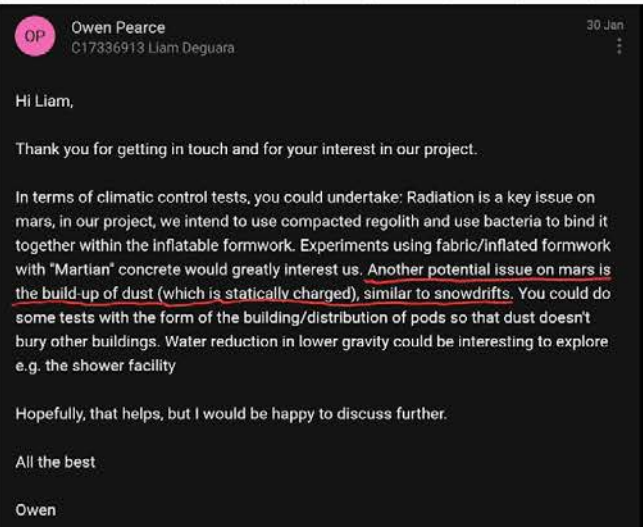 OP
Owen Pearce
30 Jan
C17336913 Liam Deguara
Hi Liam,
Thank you for getting in touch and for your interest in our project.
In terms of climatic control tests, you could undertake: Radiation is a key issue on
mars, in our project, we intend to use compacted regolith and use bacteria to bind it
together within the inflatable formwork. Experiments using fabric/inflated formwork
with "Martian" concrete would greatly interest us. Another potential issue on mars is
the build-up of dust (which is statically charged), similar to snowdrifts. You could do
some tests with the form of the building/distribution of pods so that dust doesn't
bury other buildings. Water reduction in lower gravity could be interesting to explore
e.g. the shower facility
Hopefully, that helps, but I would be happy to discuss further.
All the best
Owen